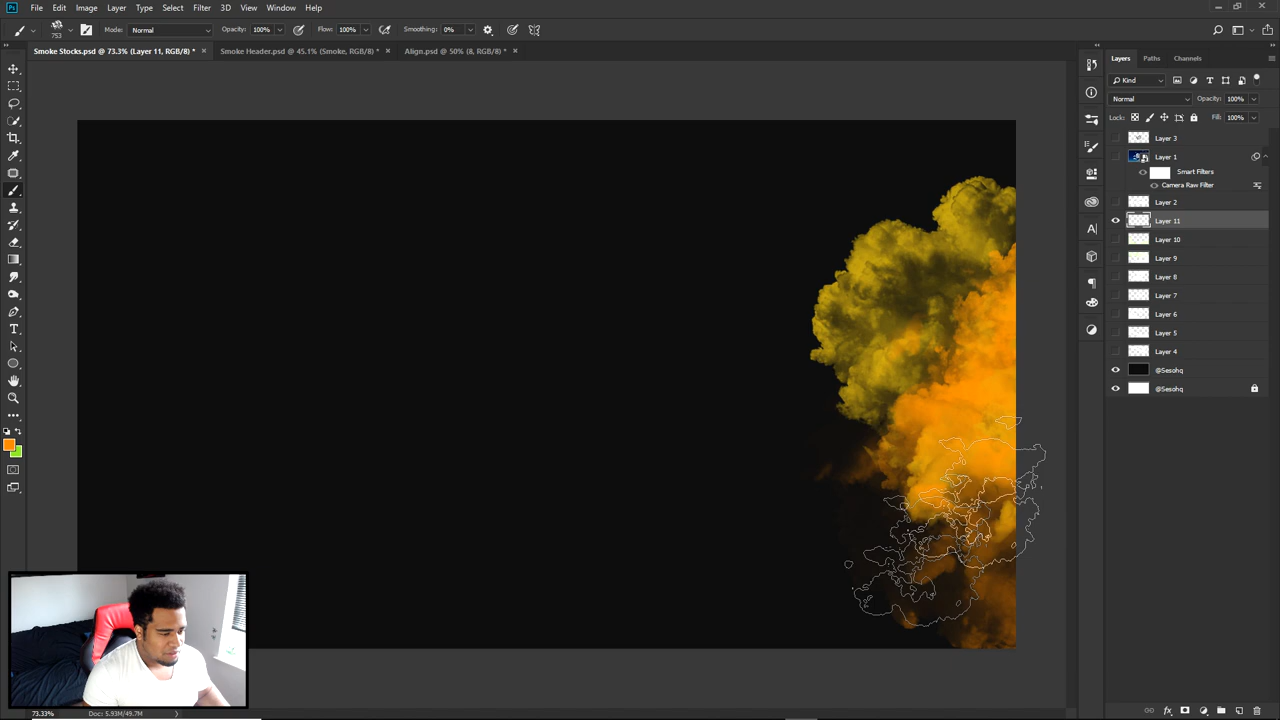 Ps File Edit Image Layer Type Select Filter 3D View Window Help
753 Mode: Normal Opacity: 100% Flow: 100% Smoothing: 0%
Smoke Stocks.psd @ 73.3% (Layer 11, RGB/8) * × Smoke Header.psd @ 45.1% (Smoke, RGB/8) * × Align.psd @ 50% (8, RGB/8) * ×
Layers Paths Channels
Kind
Normal Opacity: 100%
Lock: Fill: 100%
Layer 3
Layer 1
Smart Filters
Camera Raw Filter
Layer 2
Layer 11
Layer 10
Layer 9
Layer 8
Layer 7
Layer 6
Layer 5
Layer 4
@Sesohq
@Sesohq
73.33% Doc: 5.93M/49.7M